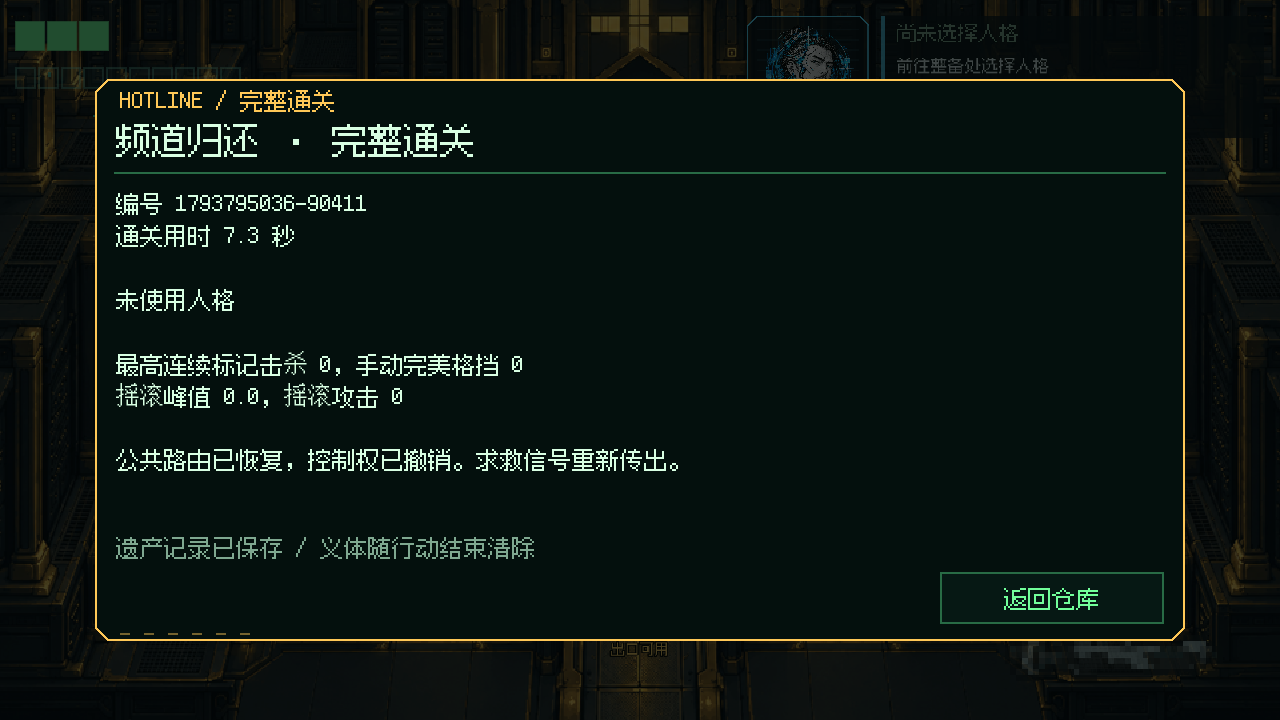 尚未选择人格
前往整备处选择人格
HOTLINE / 完整通关
频道归还 · 完整通关
编号 1793795036-90411
通关用时 7.3 秒
未使用人格
最高连续标记击杀 0, 手动完美格挡 0
摇滚峰值 0.0, 摇滚攻击 0
公共路由已恢复，控制权已撤销。求救信号重新传出。
遗产记录已保存 / 义体随行动结束清除
返回仓库
出口可用